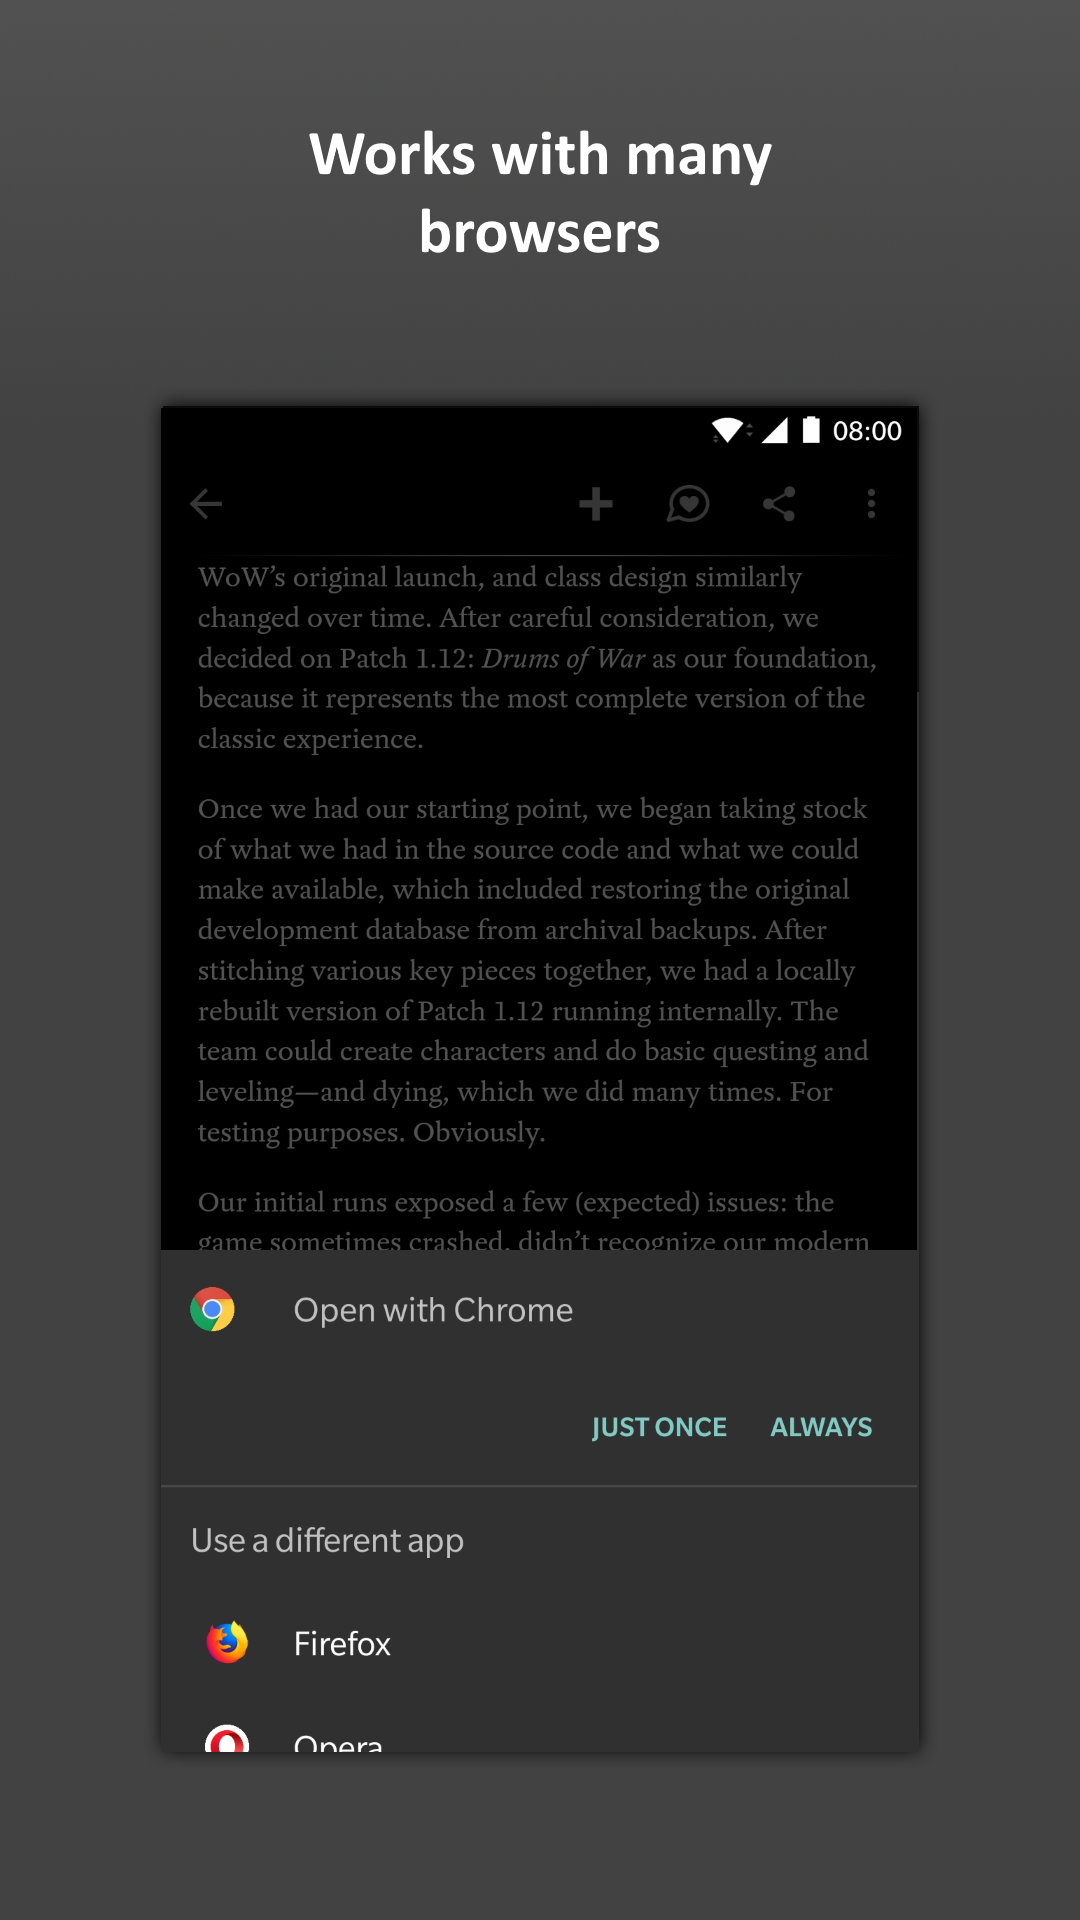 Works with many
browsers
08:00
WoW’s original launch, and class design similarly
changed over time. After careful consideration, we
decided on Patch 1.12: Drums of War as our foundation,
because it represents the most complete version of the
classic experience.
Once we had our starting point, we began taking stock
of what we had in the source code and what we could
make available, which included restoring the original
development database from archival backups. After
stitching various key pieces together, we had a locally
rebuilt version of Patch 1.12 running internally. The
team could create characters and do basic questing and
leveling—and dying, which we did many times. For
testing purposes. Obviously.
Our initial runs exposed a few (expected) issues: the
game sometimes crashed, didn’t recognize our modern
Open with Chrome
JUST ONCE ALWAYS
Use a different app
Firefox
Opera